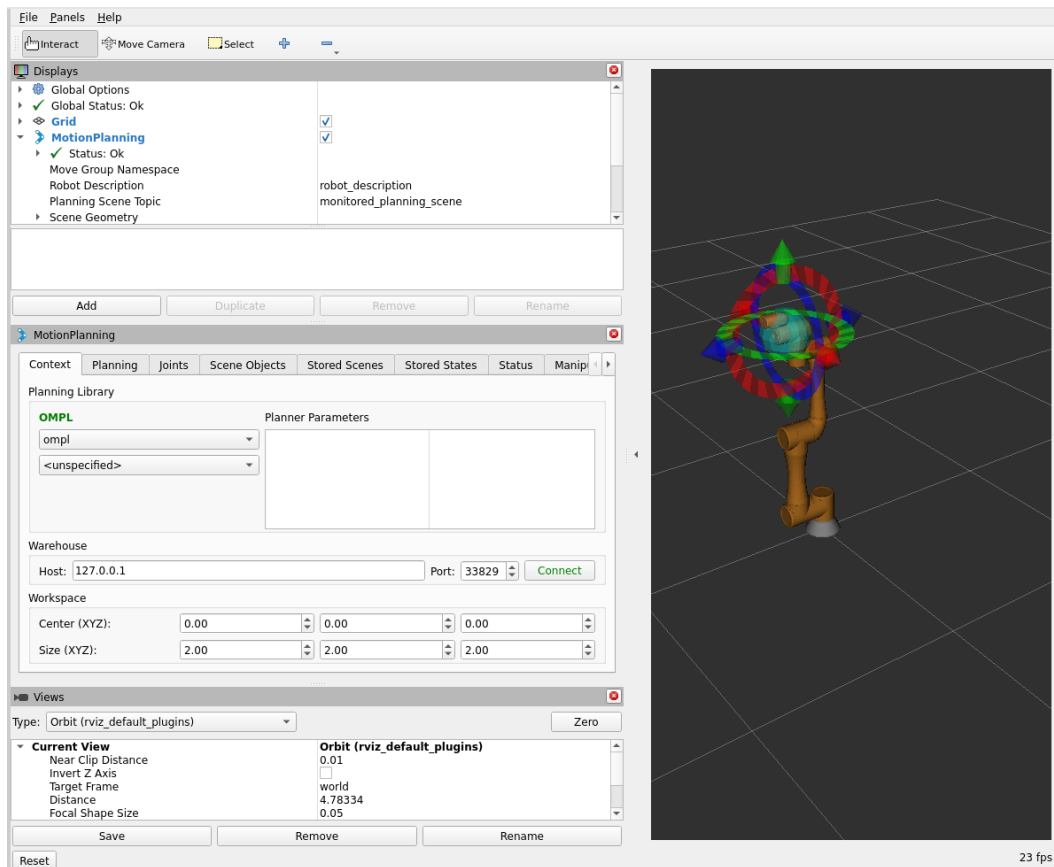 File Panels Help
Interact Move Camera Select
Displays
Global Options
Global Status: Ok
Grid
MotionPlanning
Status: Ok
Move Group Namespace
Robot Description robot_description
Planning Scene Topic monitored_planning_scene
Scene Geometry
Add Duplicate Remove Rename
MotionPlanning
Context Planning Joints Scene Objects Stored Scenes Stored States Status Manip
Planning Library
OMPL Planner Parameters
ompl
<unspecified>
Warehouse
Host: 127.0.0.1 Port: 33829 Connect
Workspace
Center (XYZ): 0.00 0.00 0.00
Size (XYZ): 2.00 2.00 2.00
Views
Type: Orbit (rviz_default_plugins) Zero
Current View Orbit (rviz_default_plugins)
Near Clip Distance 0.01
Invert Z Axis
Target Frame world
Distance 4.78334
Focal Shape Size 0.05
Save Remove Rename
Reset 23 fps